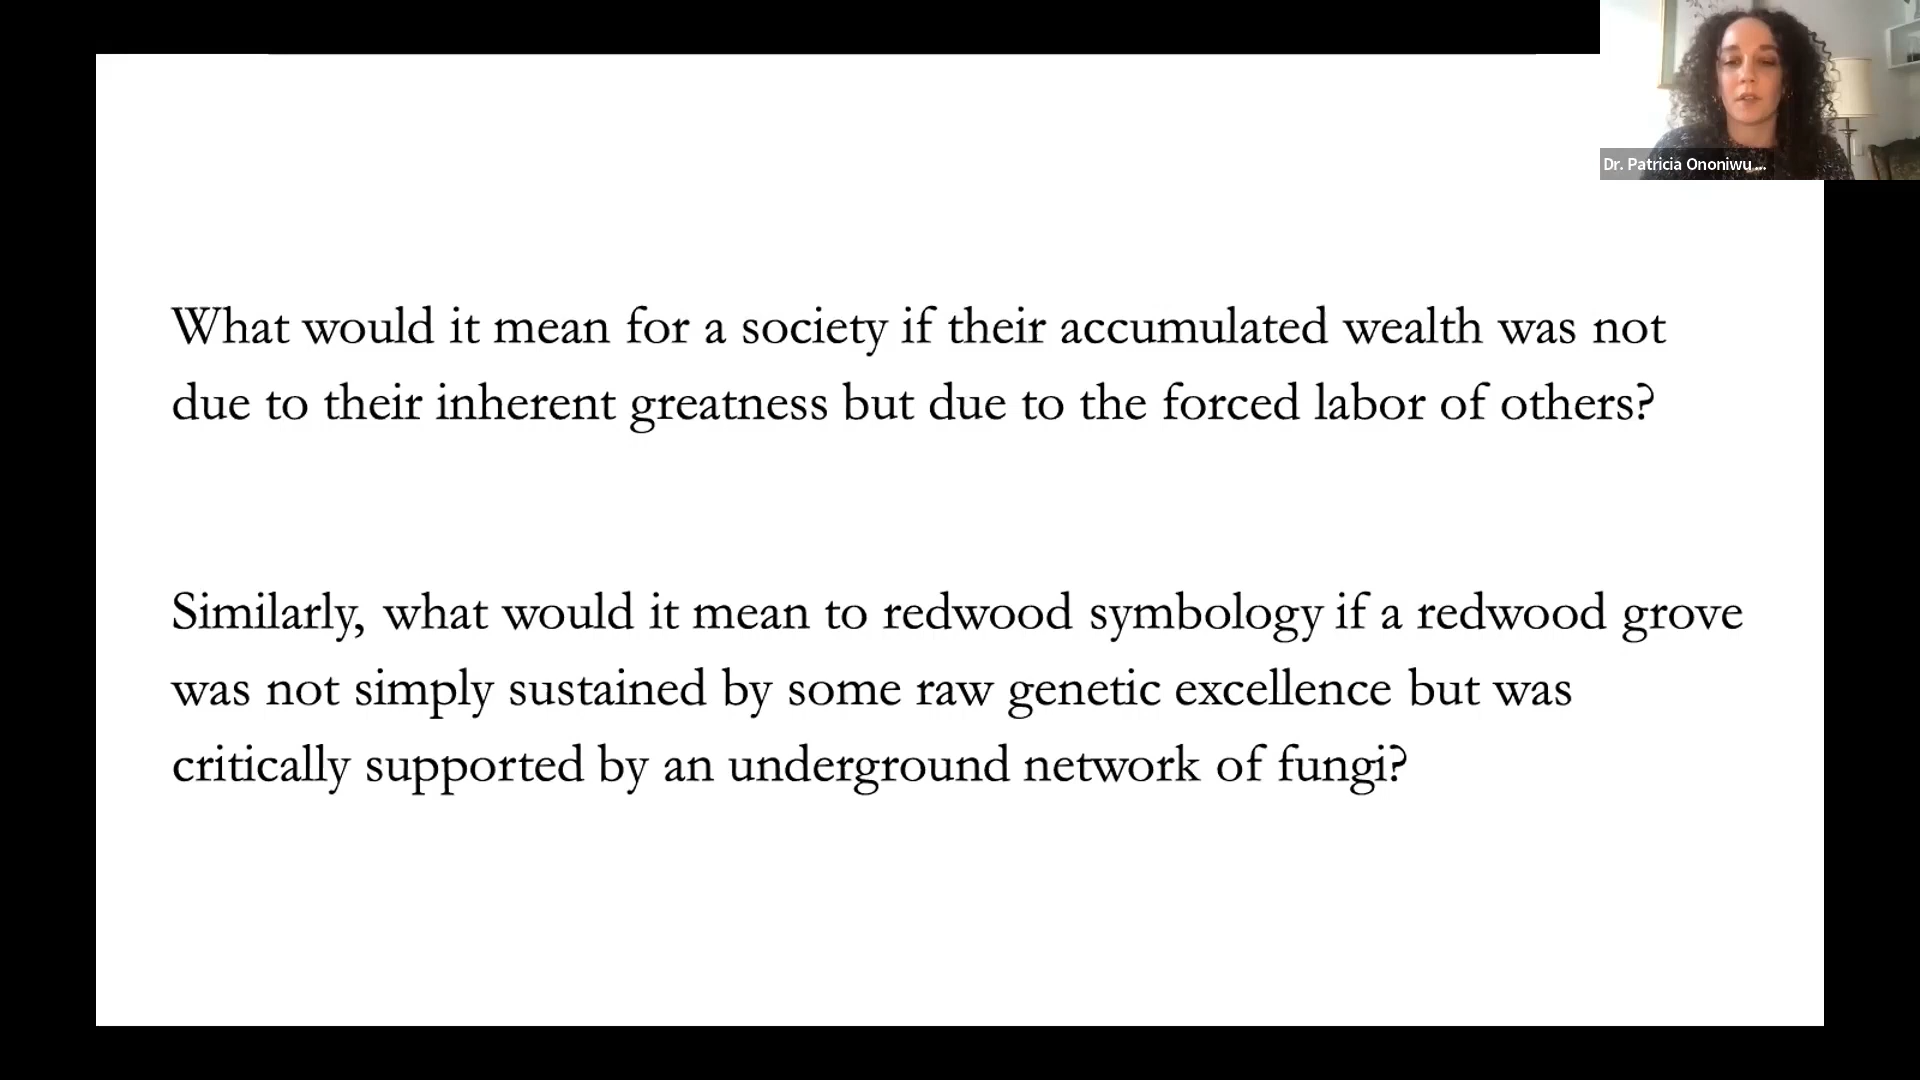 Dr. Patricia Ononiwu ...
What would it mean for a society if their accumulated wealth was not
due to their inherent greatness but due to the forced labor of others?
Similarly, what would it mean to redwood symbology if a redwood grove
was not simply sustained by some raw genetic excellence but was
critically supported by an underground network of fungi?